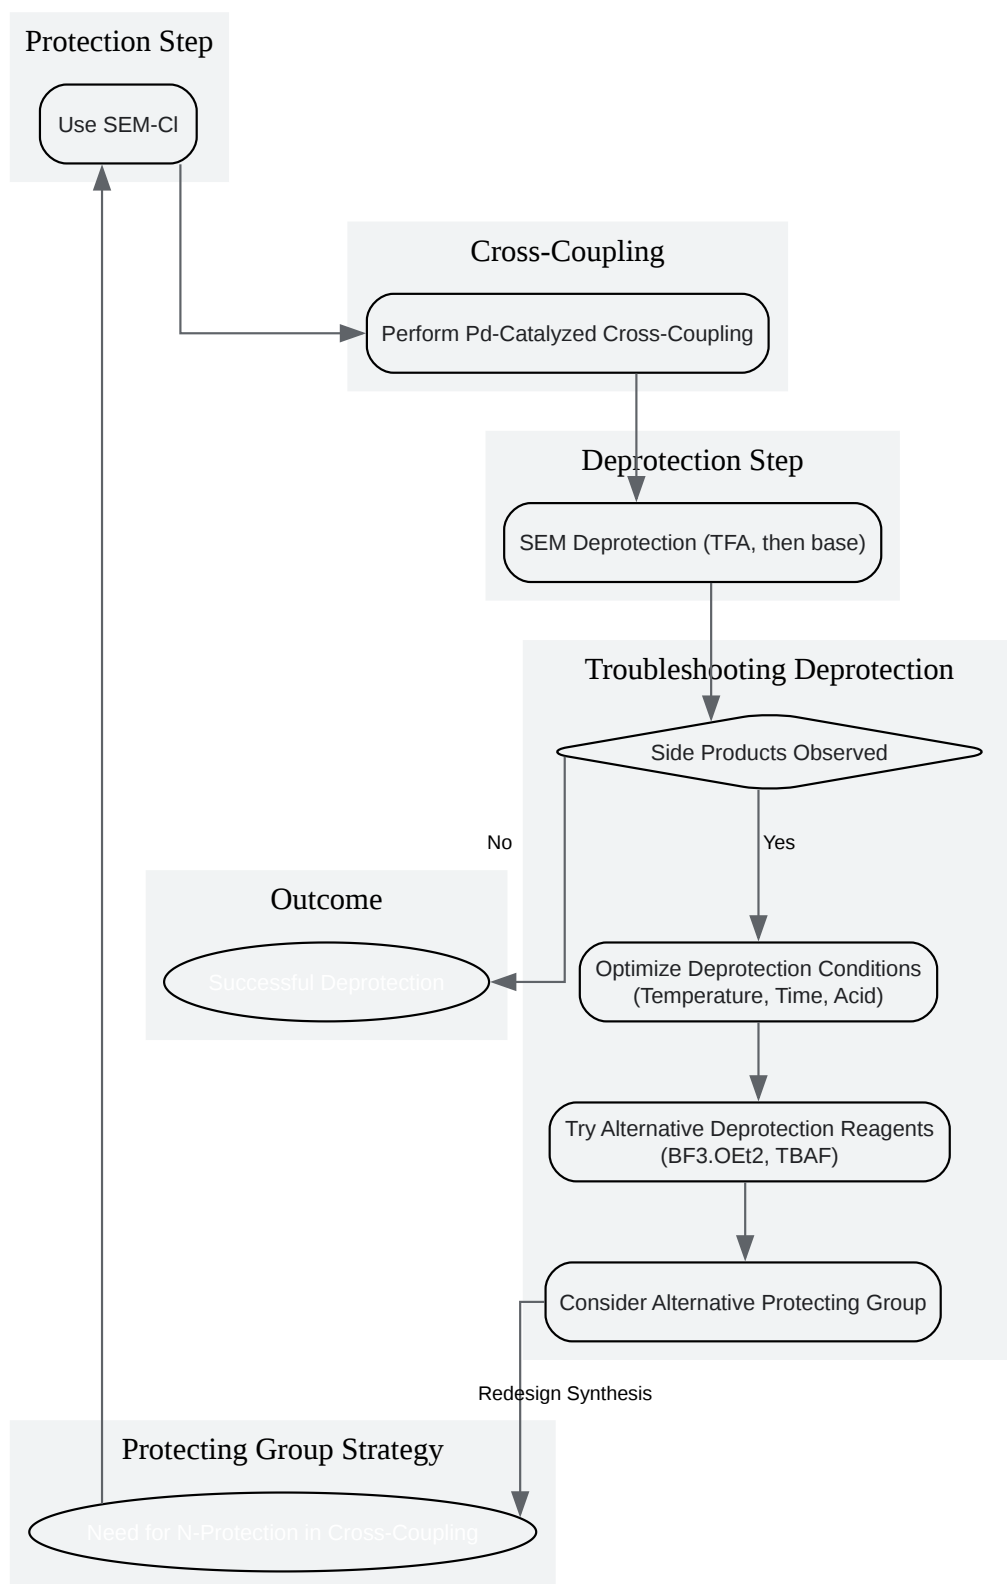 Protection Step
Use SEM-Cl
Cross-Coupling
Perform Pd-Catalyzed Cross-Coupling
Deprotection Step
SEM Deprotection (TFA, then base)
Troubleshooting Deprotection
Side Products Observed
No
Yes
Outcome
Successful Deprotection
Optimize Deprotection Conditions
(Temperature, Time, Acid)
Try Alternative Deprotection Reagents
(BF3.OEt2, TBAF)
Consider Alternative Protecting Group
Redesign Synthesis
Protecting Group Strategy
Need for N-Protection in Cross-Coupling